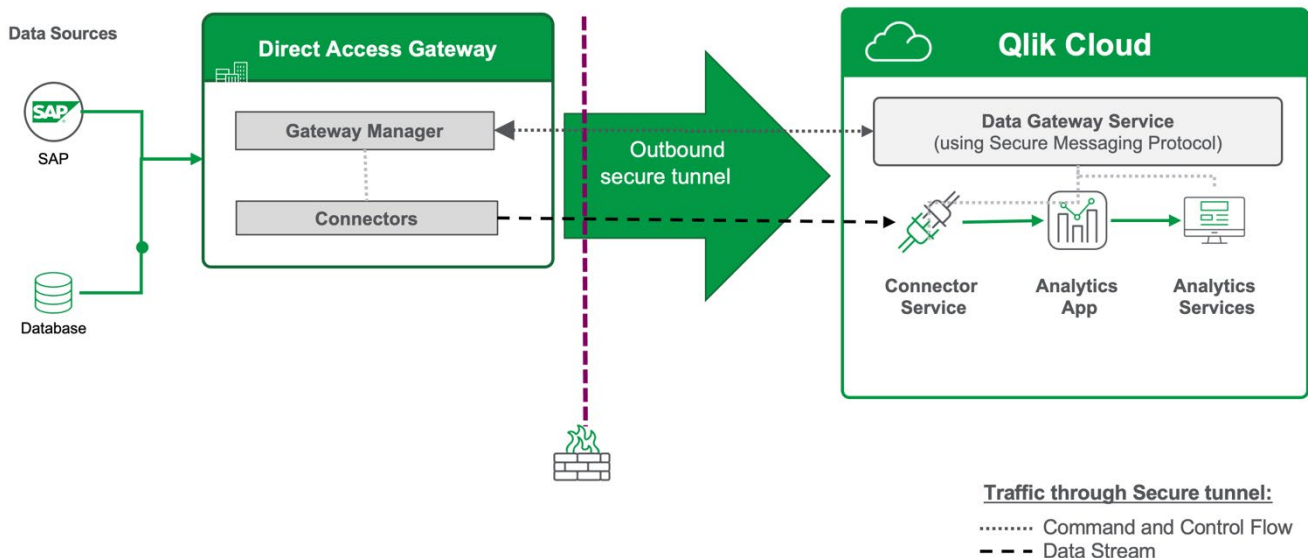 Data Sources
SAP
SAP
Database
Direct Access Gateway
Gateway Manager
Connectors
Outbound
secure tunnel
Qlik Cloud
Data Gateway Service
(using Secure Messaging Protocol)
Connector
Service
Analytics
App
Analytics
Services
Traffic through Secure tunnel:
Command and Control Flow
Data Stream